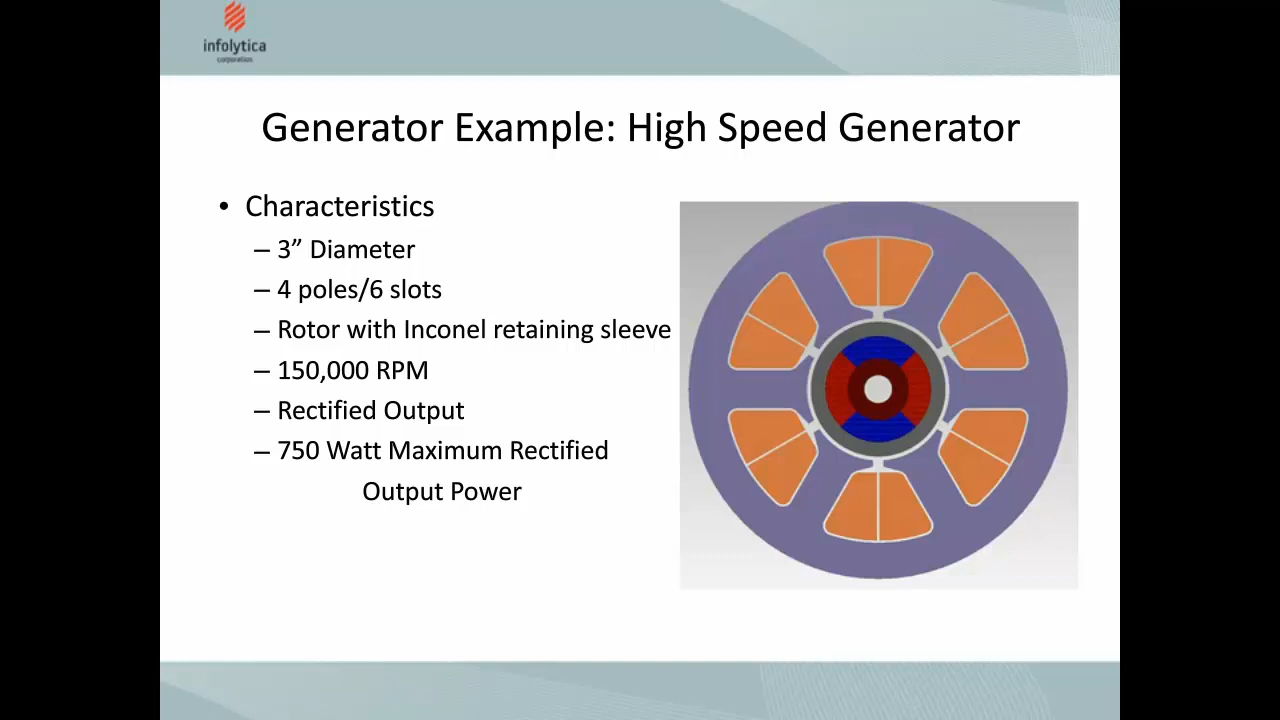 infolytica
corporation
Generator Example: High Speed Generator
• Characteristics
– 3” Diameter
– 4 poles/6 slots
– Rotor with Inconel retaining sleeve
– 150,000 RPM
– Rectified Output
– 750 Watt Maximum Rectified
Output Power